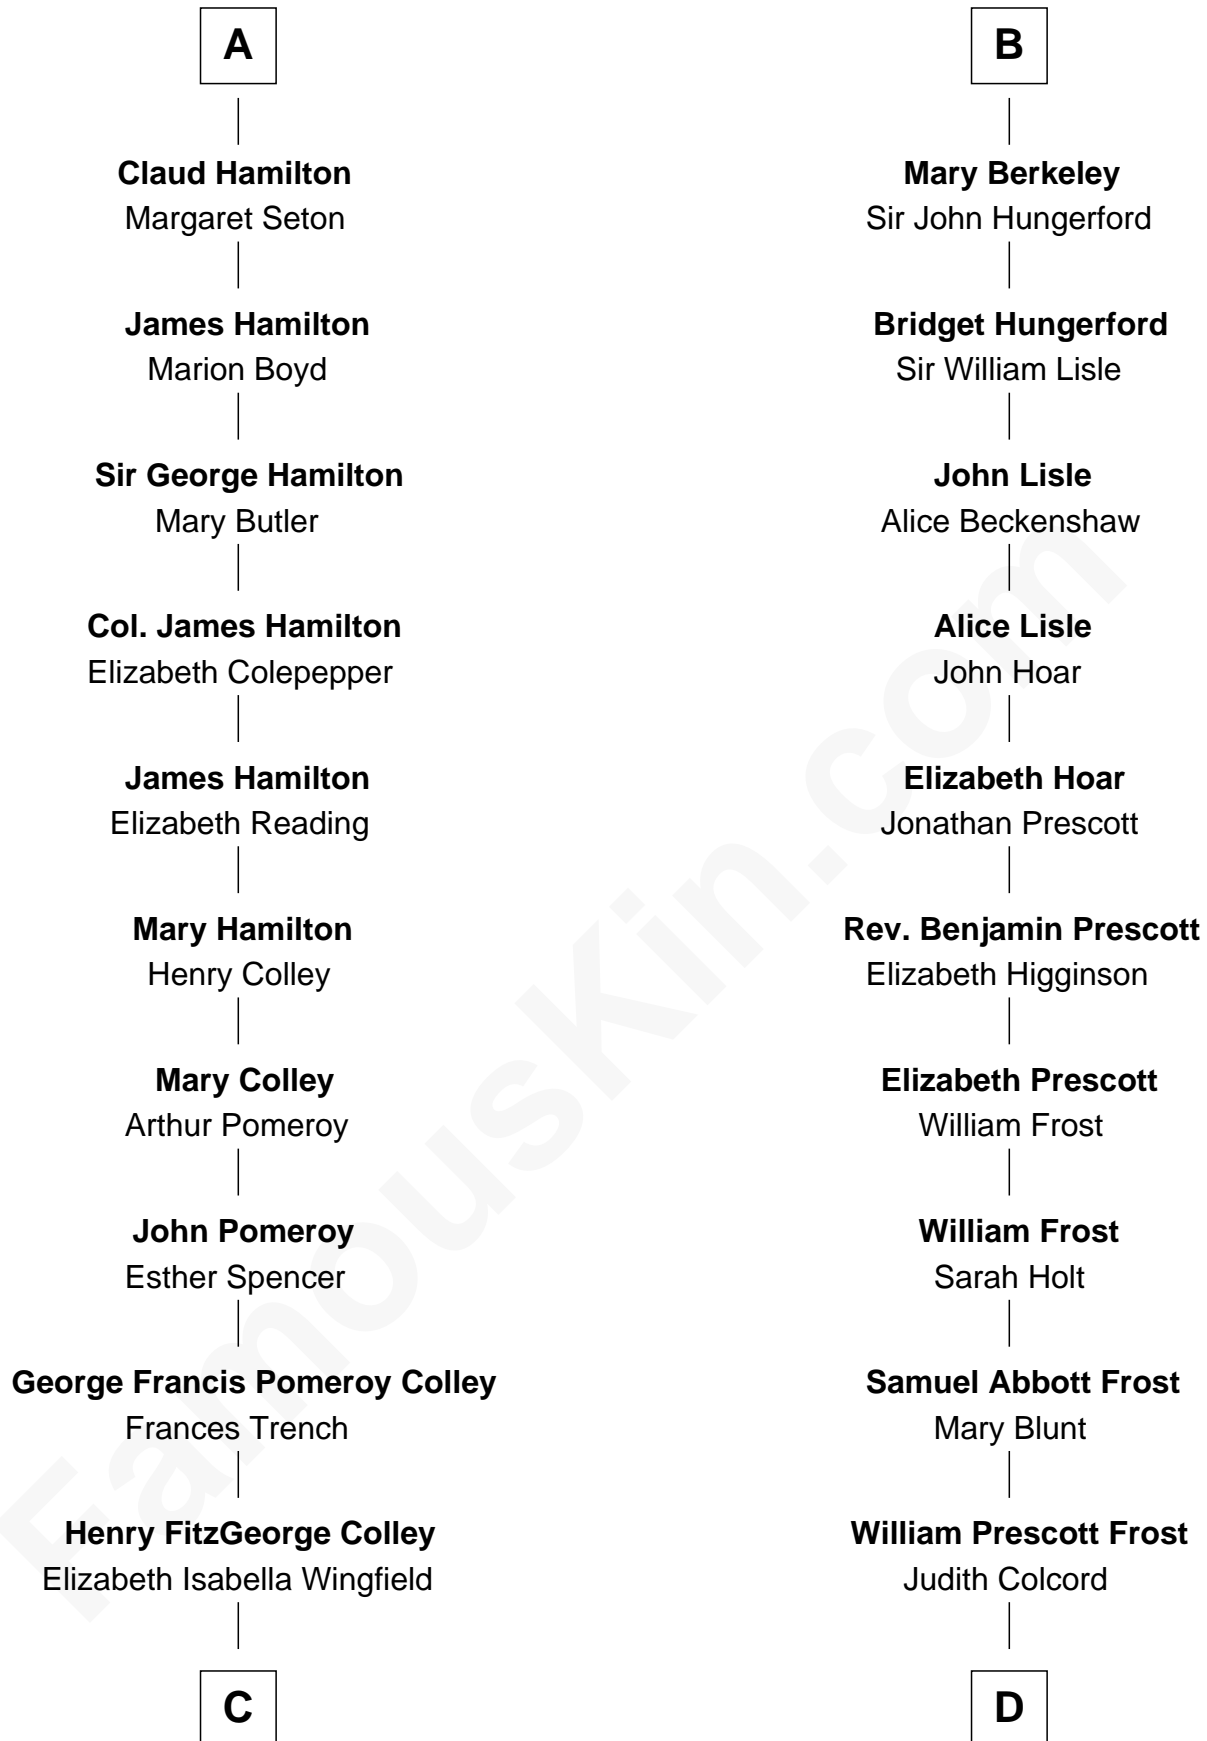 A
Claud Hamilton
Margaret Seton
James Hamilton
Marion Boyd
Sir George Hamilton
Mary Butler
Col. James Hamilton
Elizabeth Colepepper
James Hamilton
Elizabeth Reading
Mary Hamilton
Henry Colley
Mary Colley
Arthur Pomeroy
John Pomeroy
Esther Spencer
George Francis Pomeroy Colley
Frances Trench
Henry FitzGeorge Colley
Elizabeth Isabella Wingfield
C
B
Mary Berkeley
Sir John Hungerford
Bridget Hungerford
Sir William Lisle
John Lisle
Alice Beckenshaw
Alice Lisle
John Hoar
Elizabeth Hoar
Jonathan Prescott
Rev. Benjamin Prescott
Elizabeth Higginson
Elizabeth Prescott
William Frost
William Frost
Sarah Holt
Samuel Abbott Frost
Mary Blunt
William Prescott Frost
Judith Colcord
D
FamousKin.com